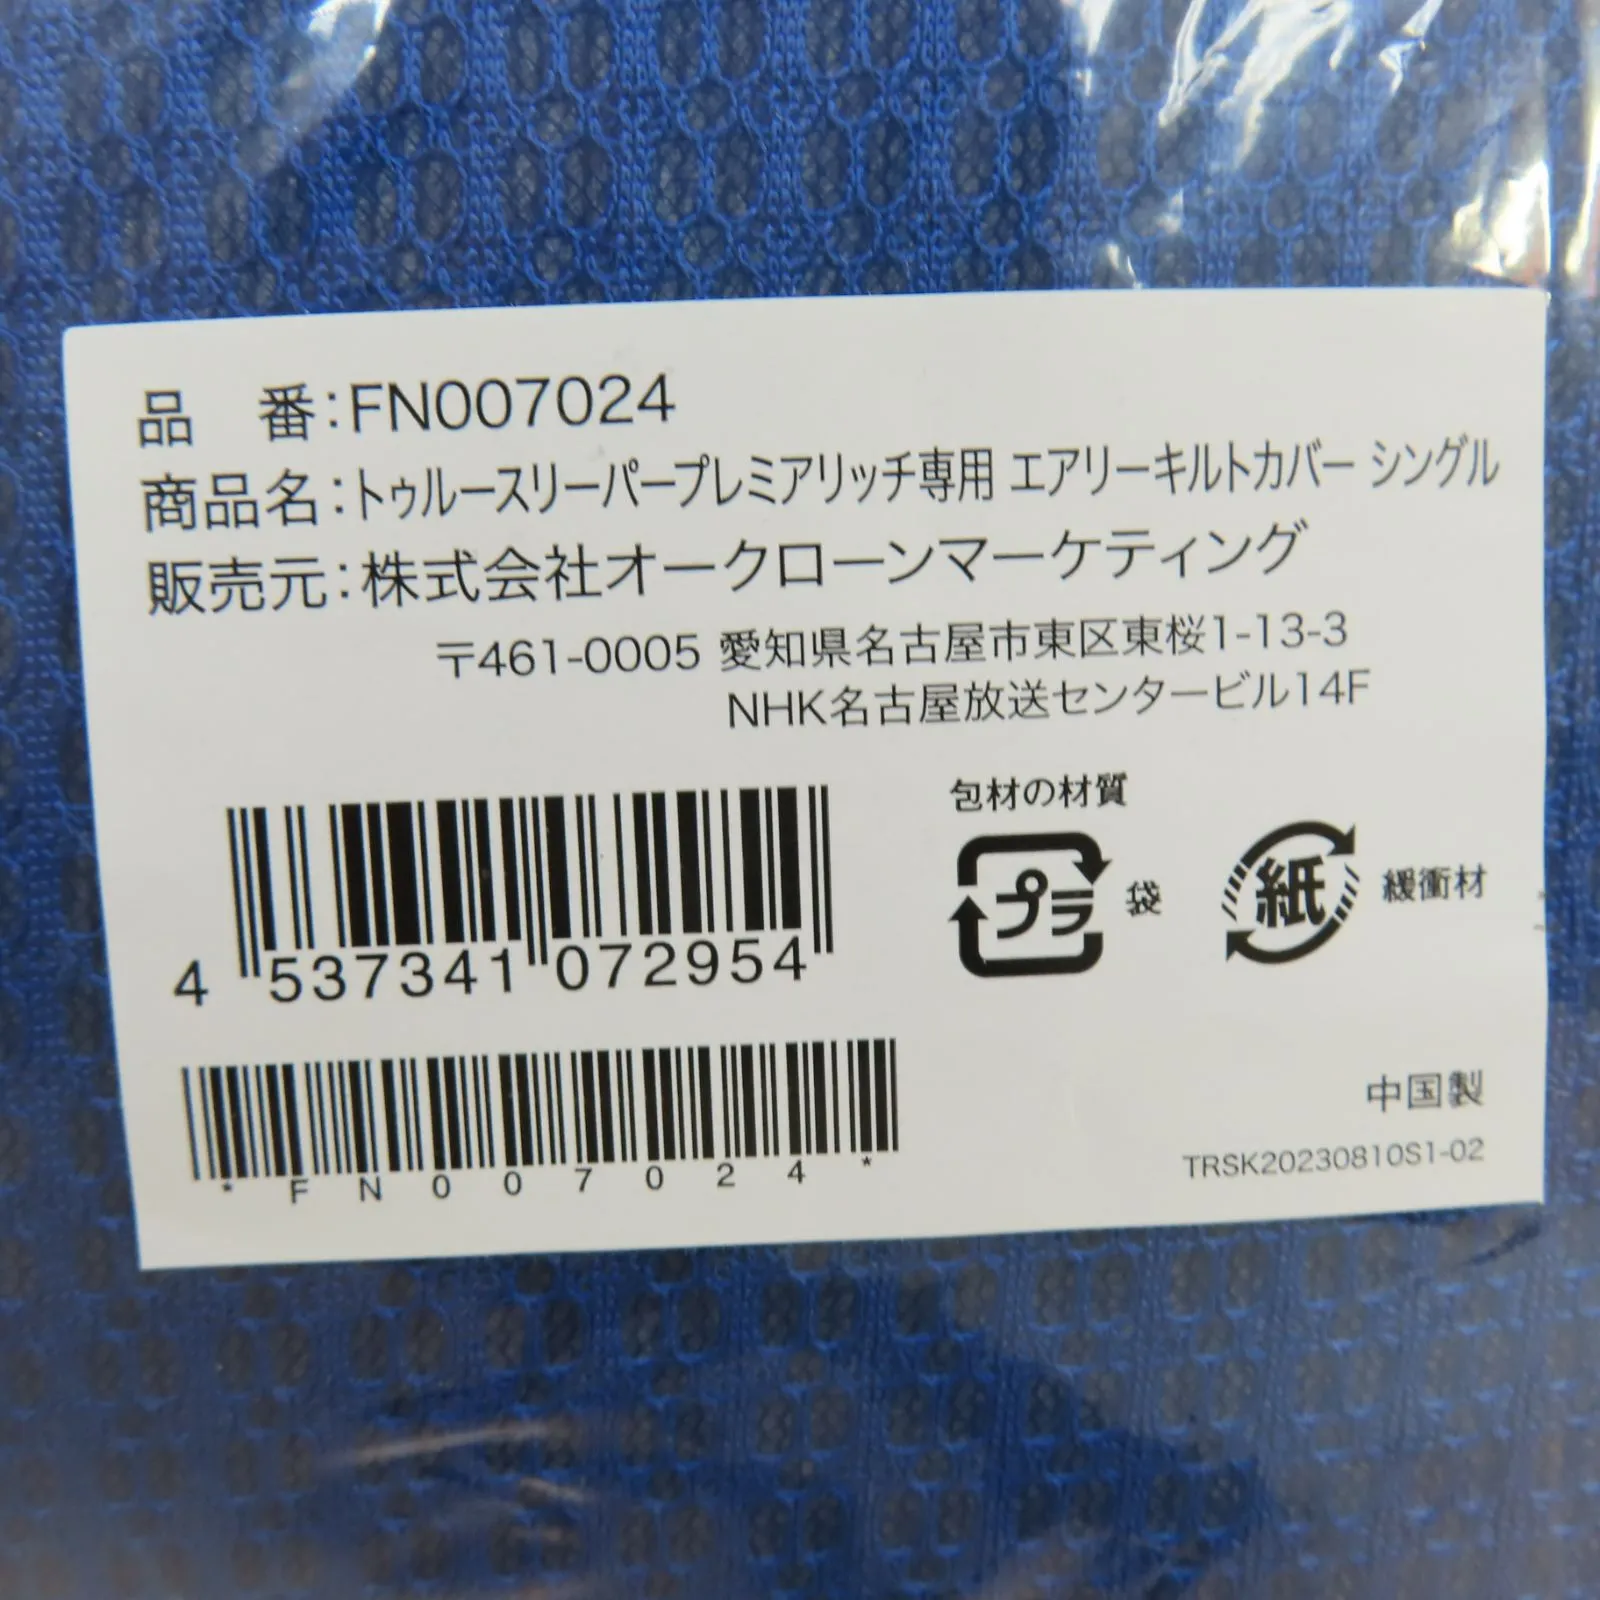 品　番：FN007024
商品名：トゥルースリーパープレミアリッチ専用 エアリーキルトカバー シングル
販売元：株式会社オークローンマーケティング
〒461-0005 愛知県名古屋市東区東桜1-13-3
NHK名古屋放送センタービル14F
包材の材質
プラ 袋 紙 緩衝材
4 537341 072954
*FN007024*
中国製
TRSK20230810S1-02